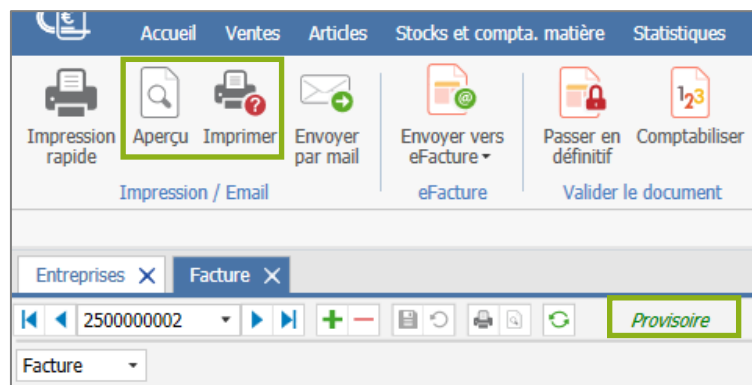 Accueil Ventes Articles Stocks et compta. matière Statistiques
Impression rapide Aperçu Imprimer Envoyer par mail Envoyer vers eFacture Passer en définitif Comptabiliser
Impression / Email eFacture Valider le document
Entreprises Facture
2500000002 Provisoire
Facture